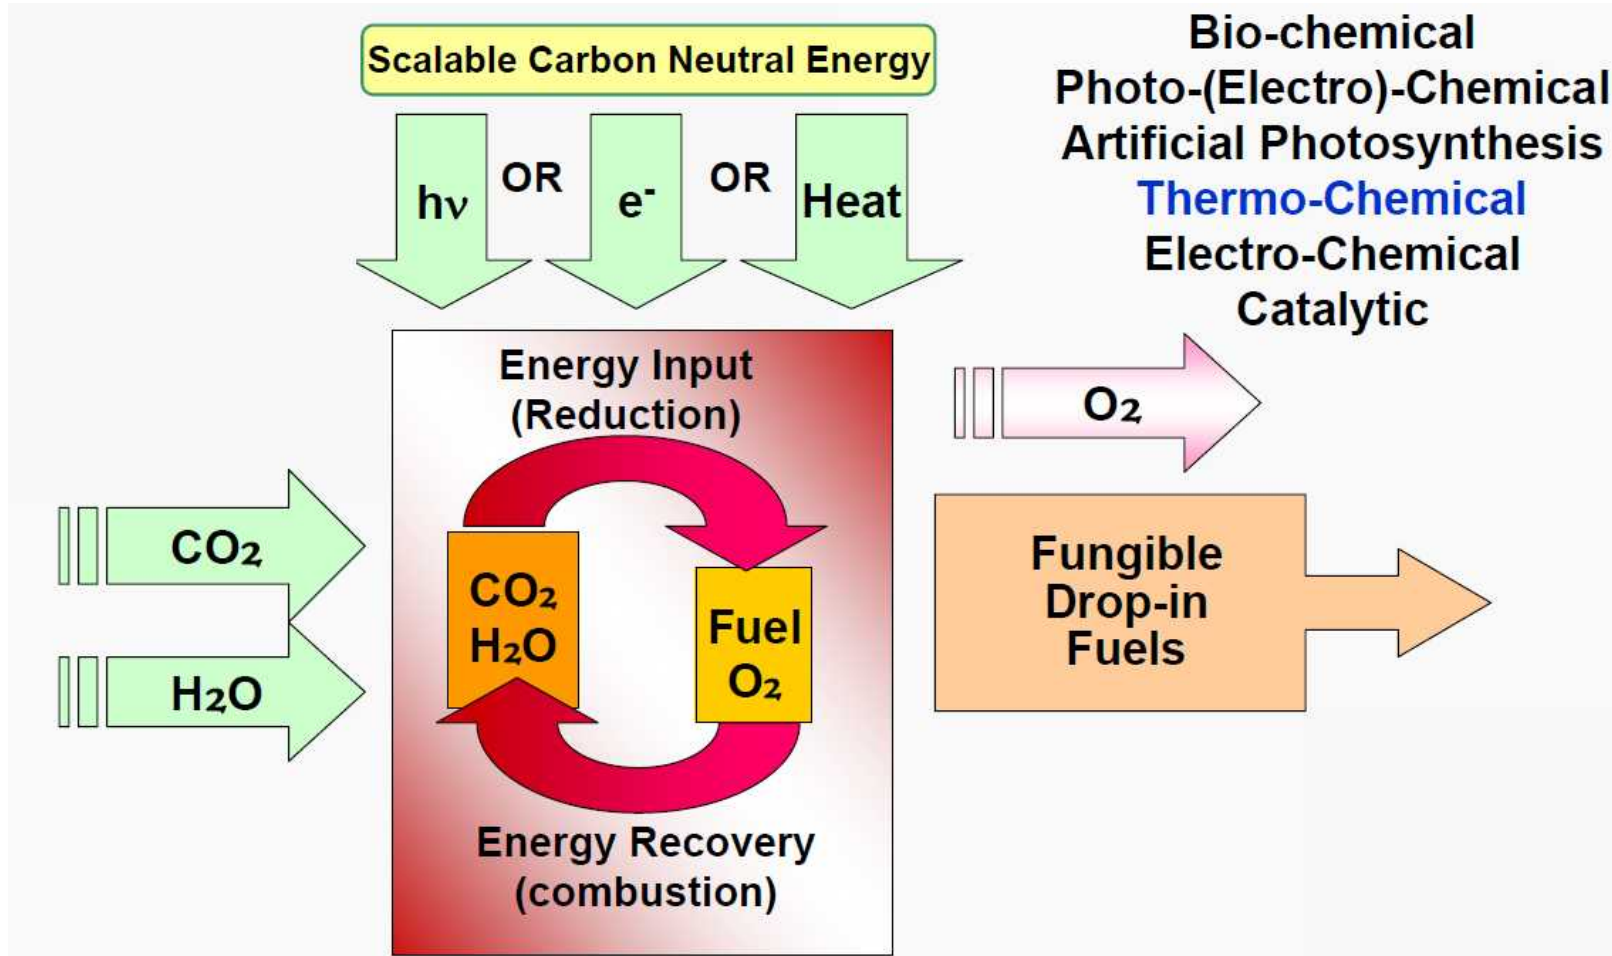 Scalable Carbon Neutral Energy
Bio-chemical
Photo-(Electro)-Chemical
Artificial Photosynthesis
Thermo-Chemical
Electro-Chemical
Catalytic
hν
OR
e⁻
OR
Heat
Energy Input
(Reduction)
O₂
CO₂
H₂O
CO₂
H₂O
Fuel
O₂
Fungible
Drop-in
Fuels
Energy Recovery
(combustion)